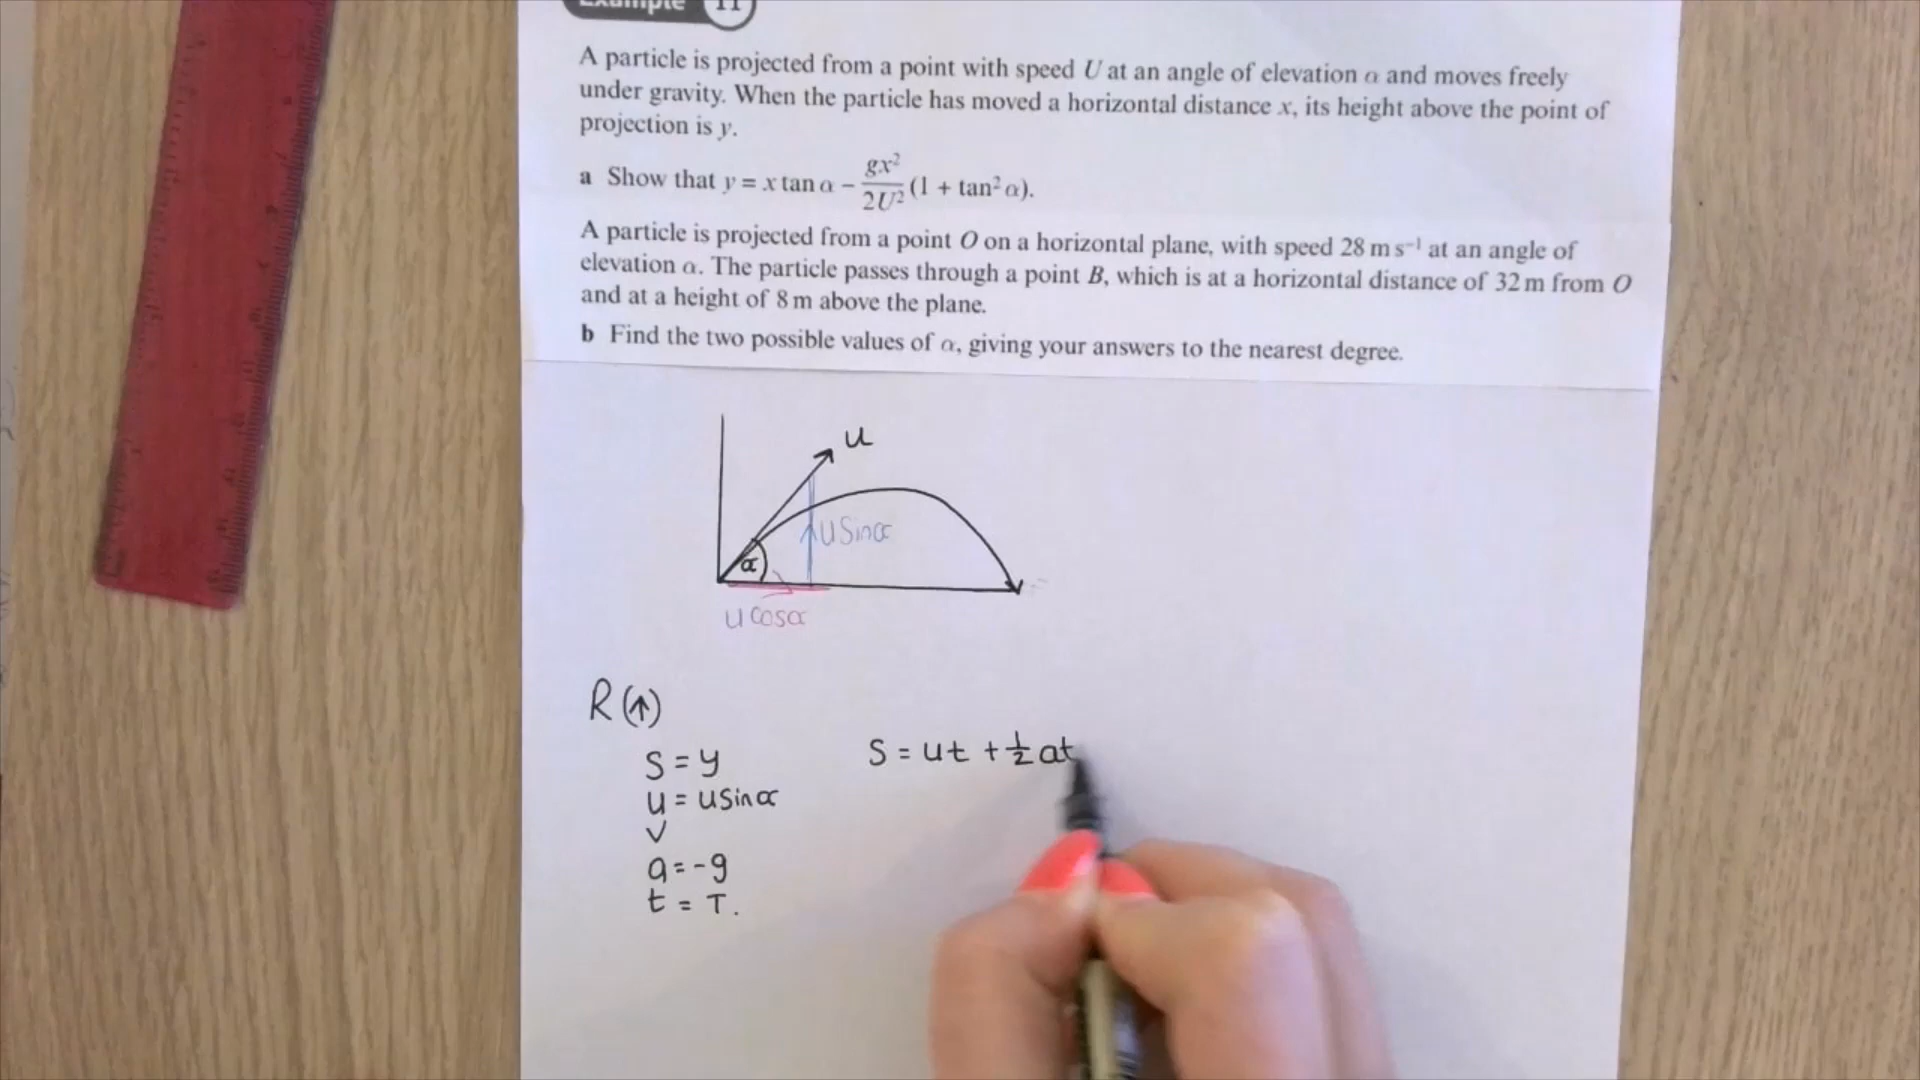 Example 11
A particle is projected from a point with speed U at an angle of elevation α and moves freely
under gravity. When the particle has moved a horizontal distance x, its height above the point of
projection is y.
a Show that y = x tan α − gx²/2U² (1 + tan² α).
A particle is projected from a point O on a horizontal plane, with speed 28 m s⁻¹ at an angle of
elevation α. The particle passes through a point B, which is at a horizontal distance of 32 m from O
and at a height of 8 m above the plane.
b Find the two possible values of α, giving your answers to the nearest degree.
u
uSinα
α
u cosα
R(↑)
S = y
S = ut + ½at
u = uSinα
v
a = -g
t = T.